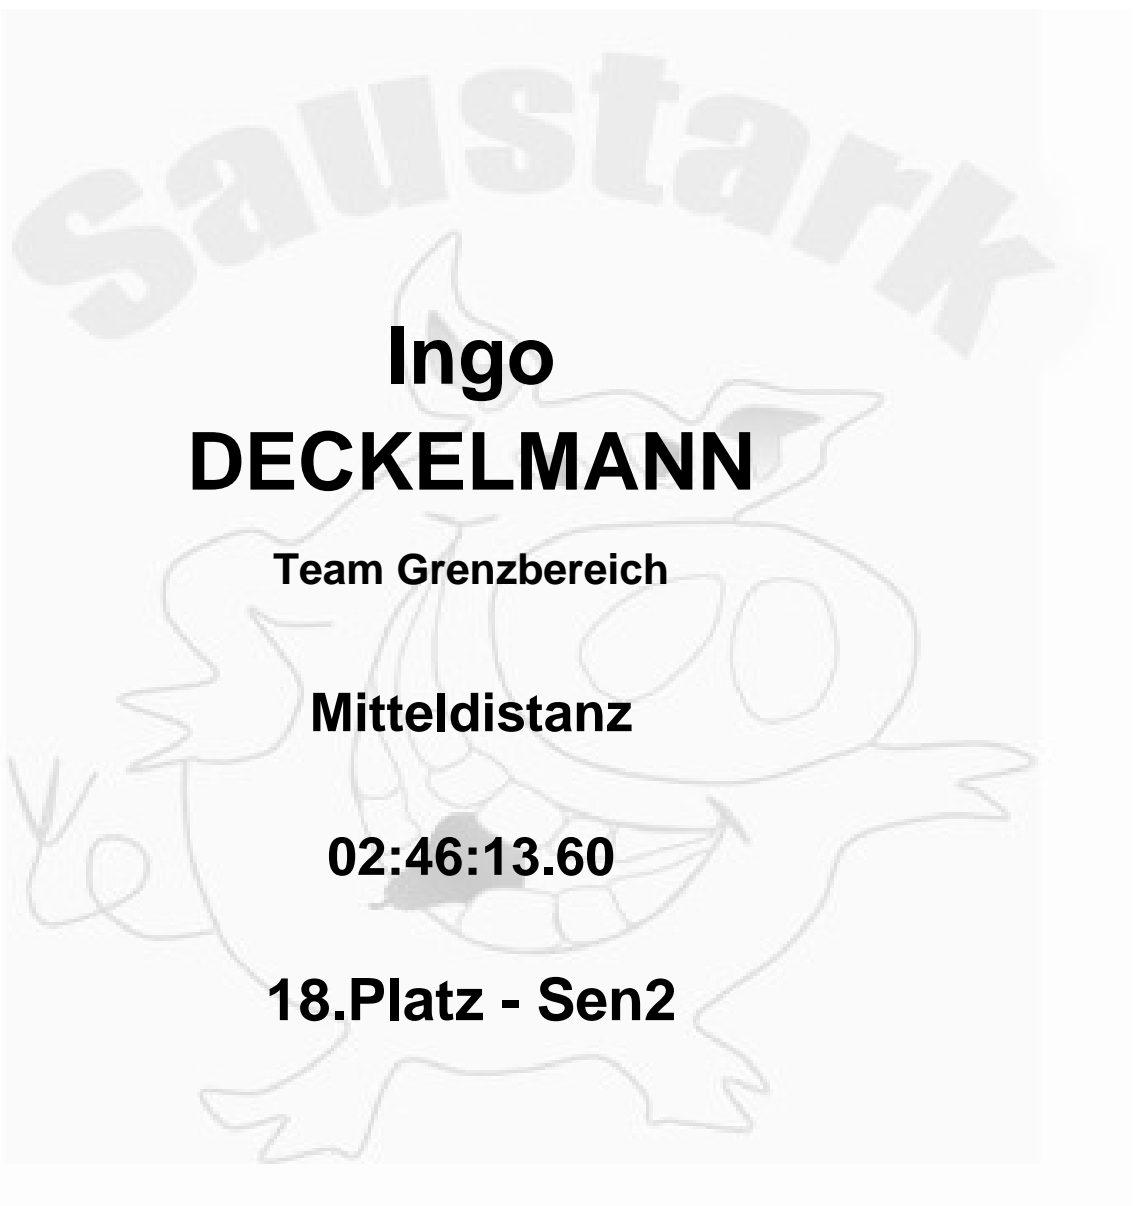 Saustark
Ingo
DECKELMANN
Team Grenzbereich
Mitteldistanz
02:46:13.60
18.Platz - Sen2